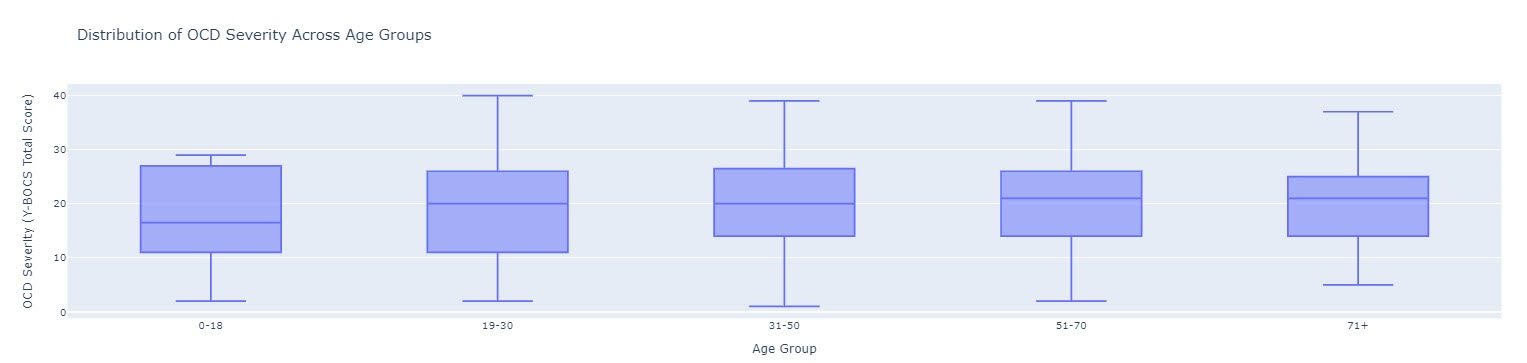 Distribution of OCD Severity Across Age Groups
OCD Severity (Y-BOCS Total Score)
40
30
20
10
0
0-18 19-30 31-50 51-70 71+
Age Group